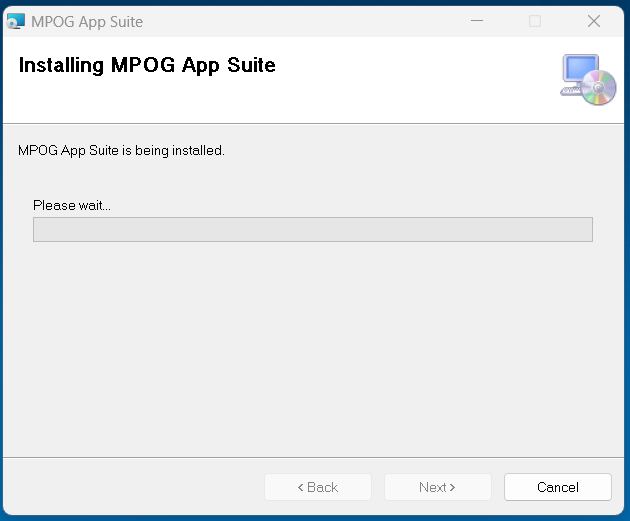 MPOG App Suite
Installing MPOG App Suite
MPOG App Suite is being installed.
Please wait...
< Back
Next >
Cancel